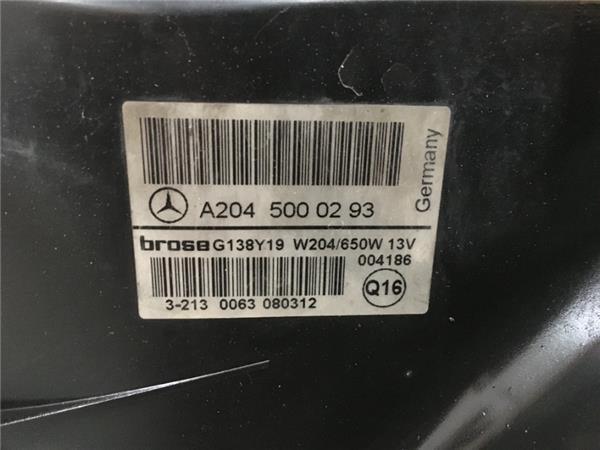 A204 500 02 93
Germany
brose G138Y19 W204/650W 13V
004186
3-213 0063 080312
Q16